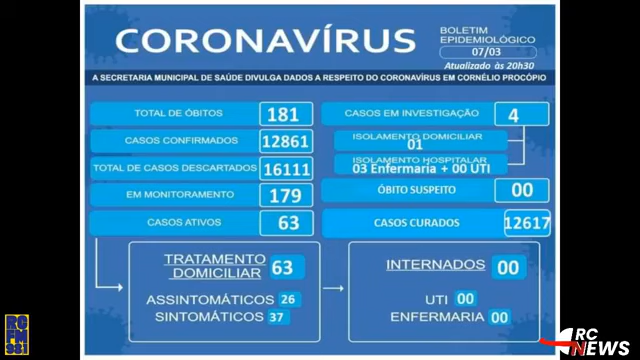 CORONAVÍRUS
BOLETIM
EPIDEMIOLÓGICO
07/03
Atualizado às 20h30
A SECRETARIA MUNICIPAL DE SAÚDE DIVULGA DADOS A RESPEITO DO CORONAVÍRUS EM CORNÉLIO PROCÓPIO
TOTAL DE ÓBITOS 181
CASOS CONFIRMADOS 12861
TOTAL DE CASOS DESCARTADOS 16111
EM MONITORAMENTO 179
CASOS ATIVOS 63
CASOS EM INVESTIGAÇÃO 4
ISOLAMENTO DOMICILIAR
01
ISOLAMENTO HOSPITALAR
03 Enfermaria + 00 UTI
ÓBITO SUSPEITO 00
CASOS CURADOS 12617
TRATAMENTO
DOMICILIAR 63
ASSINTOMÁTICOS 26
SINTOMÁTICOS 37
INTERNADOS 00
UTI 00
ENFERMARIA 00
RC
NEWS